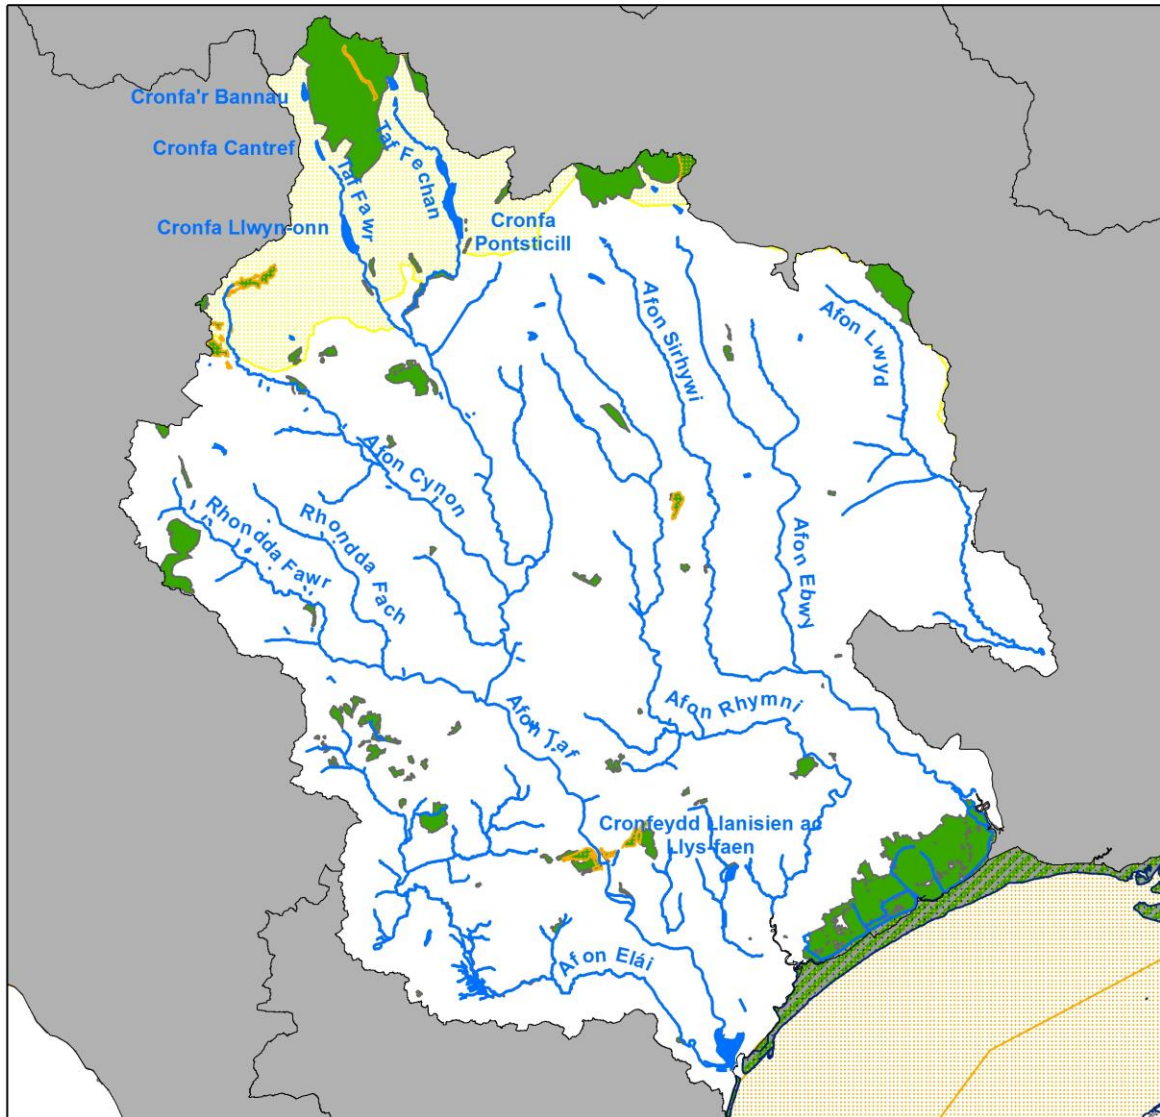 Cronfa'r Bannau
Cronfa Cantref
Taf Fechan
Taf Fawr
Cronfa Llwyn-onn
Cronfa
Pontsticill
Afon Sirhywi
Afon Lwyd
Afon Cynon
Rhondda Fawr
Rhondda Fach
Afon Ebwy
Afon Taf
Afon Rhymni
Cronfeydd Llanisien ac
Llys-faen
Afon Elái